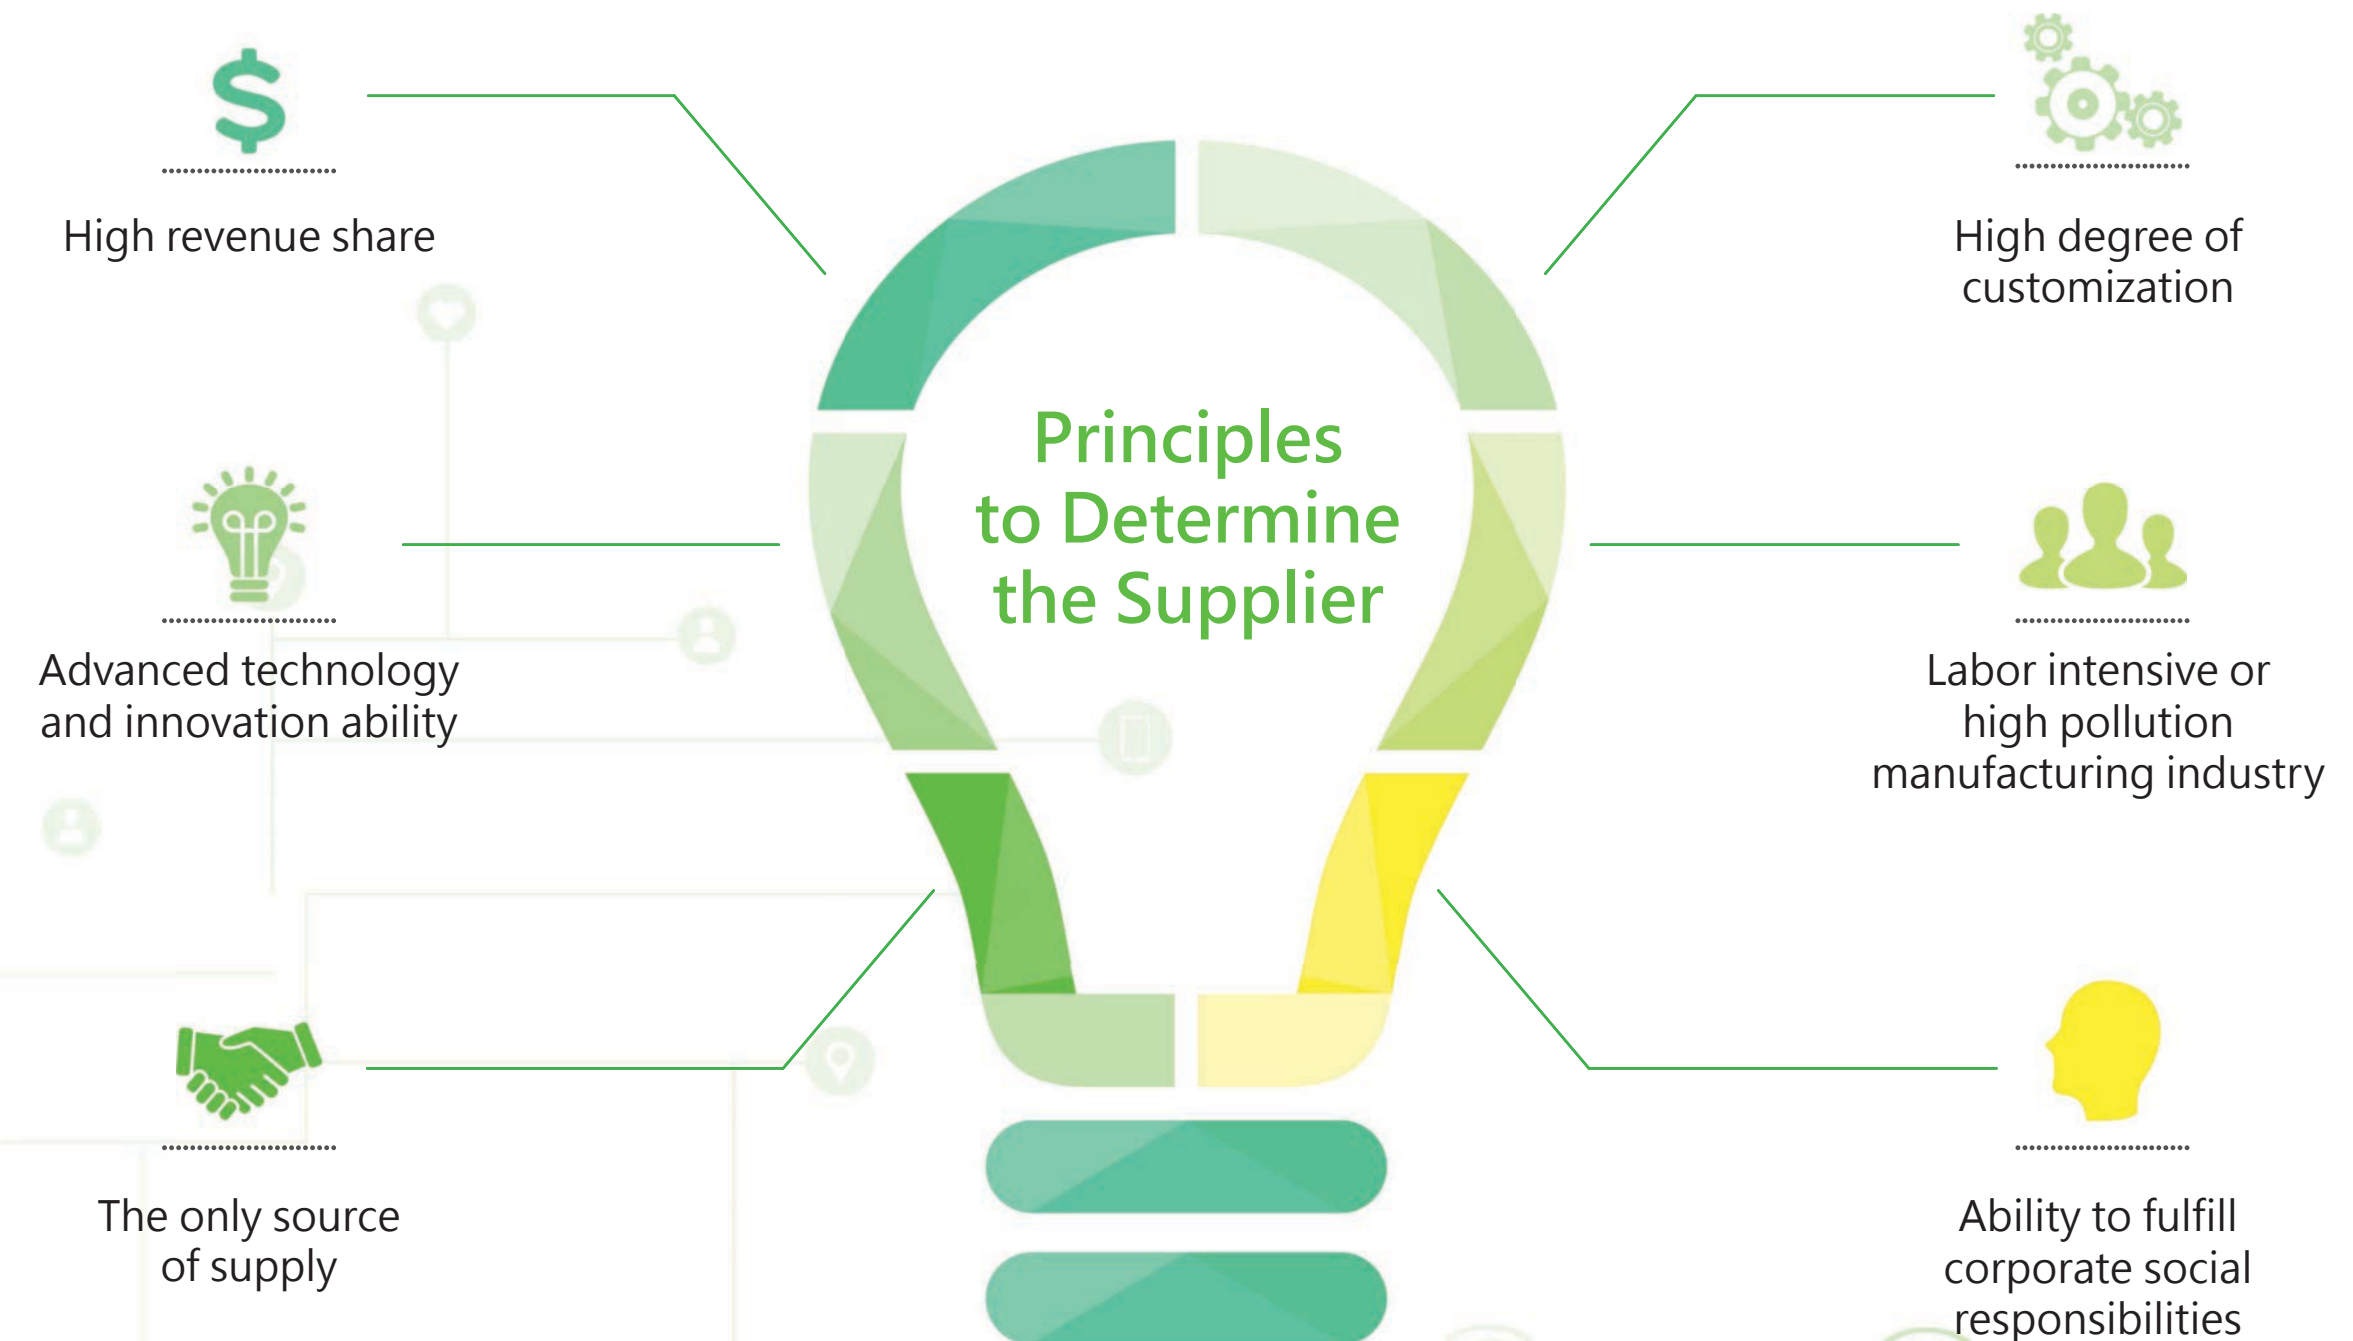 High revenue share
High degree of
customization
Principles
to Determine
the Supplier
Advanced technology
and innovation ability
Labor intensive or
high pollution
manufacturing industry
The only source
of supply
Ability to fulfill
corporate social
responsibilities